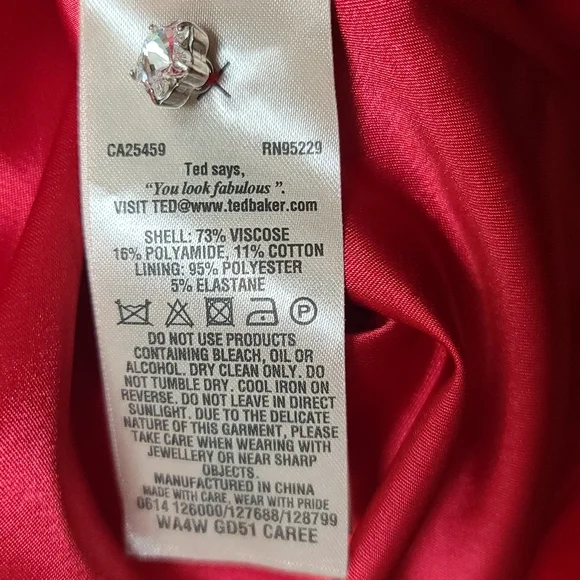 CA25459 RN95229
Ted says,
"You look fabulous ".
VISIT TED@www.tedbaker.com
SHELL: 73% VISCOSE
16% POLYAMIDE, 11% COTTON
LINING: 95% POLYESTER
5% ELASTANE
P
DO NOT USE PRODUCTS
CONTAINING BLEACH, OIL OR
ALCOHOL. DRY CLEAN ONLY. DO
NOT TUMBLE DRY. COOL IRON ON
REVERSE. DO NOT LEAVE IN DIRECT
SUNLIGHT. DUE TO THE DELICATE
NATURE OF THIS GARMENT, PLEASE
TAKE CARE WHEN WEARING WITH
JEWELLERY OR NEAR SHARP
OBJECTS.
MANUFACTURED IN CHINA
MADE WITH CARE. WEAR WITH PRIDE
0614 126000/127688/128799
WA4W GD51 CAREE